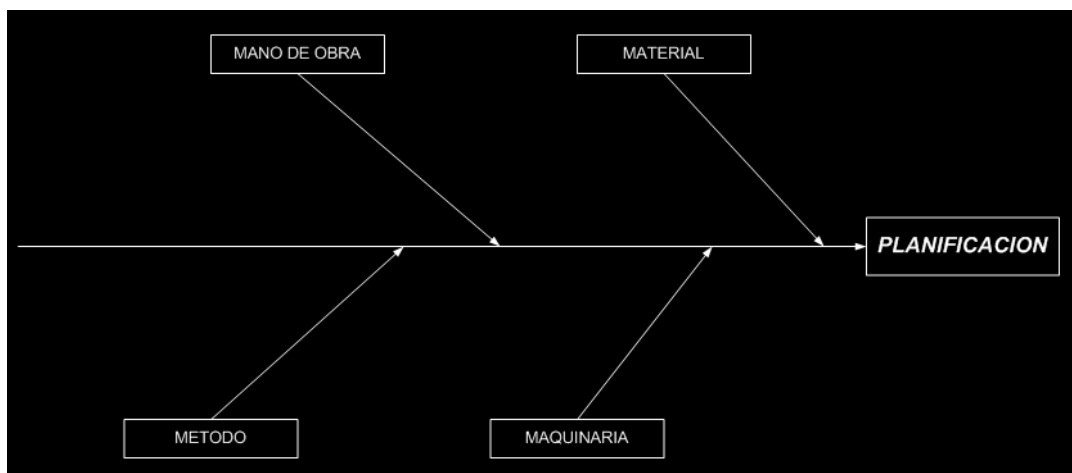 MANO DE OBRA
MATERIAL
PLANIFICACION
METODO
MAQUINARIA